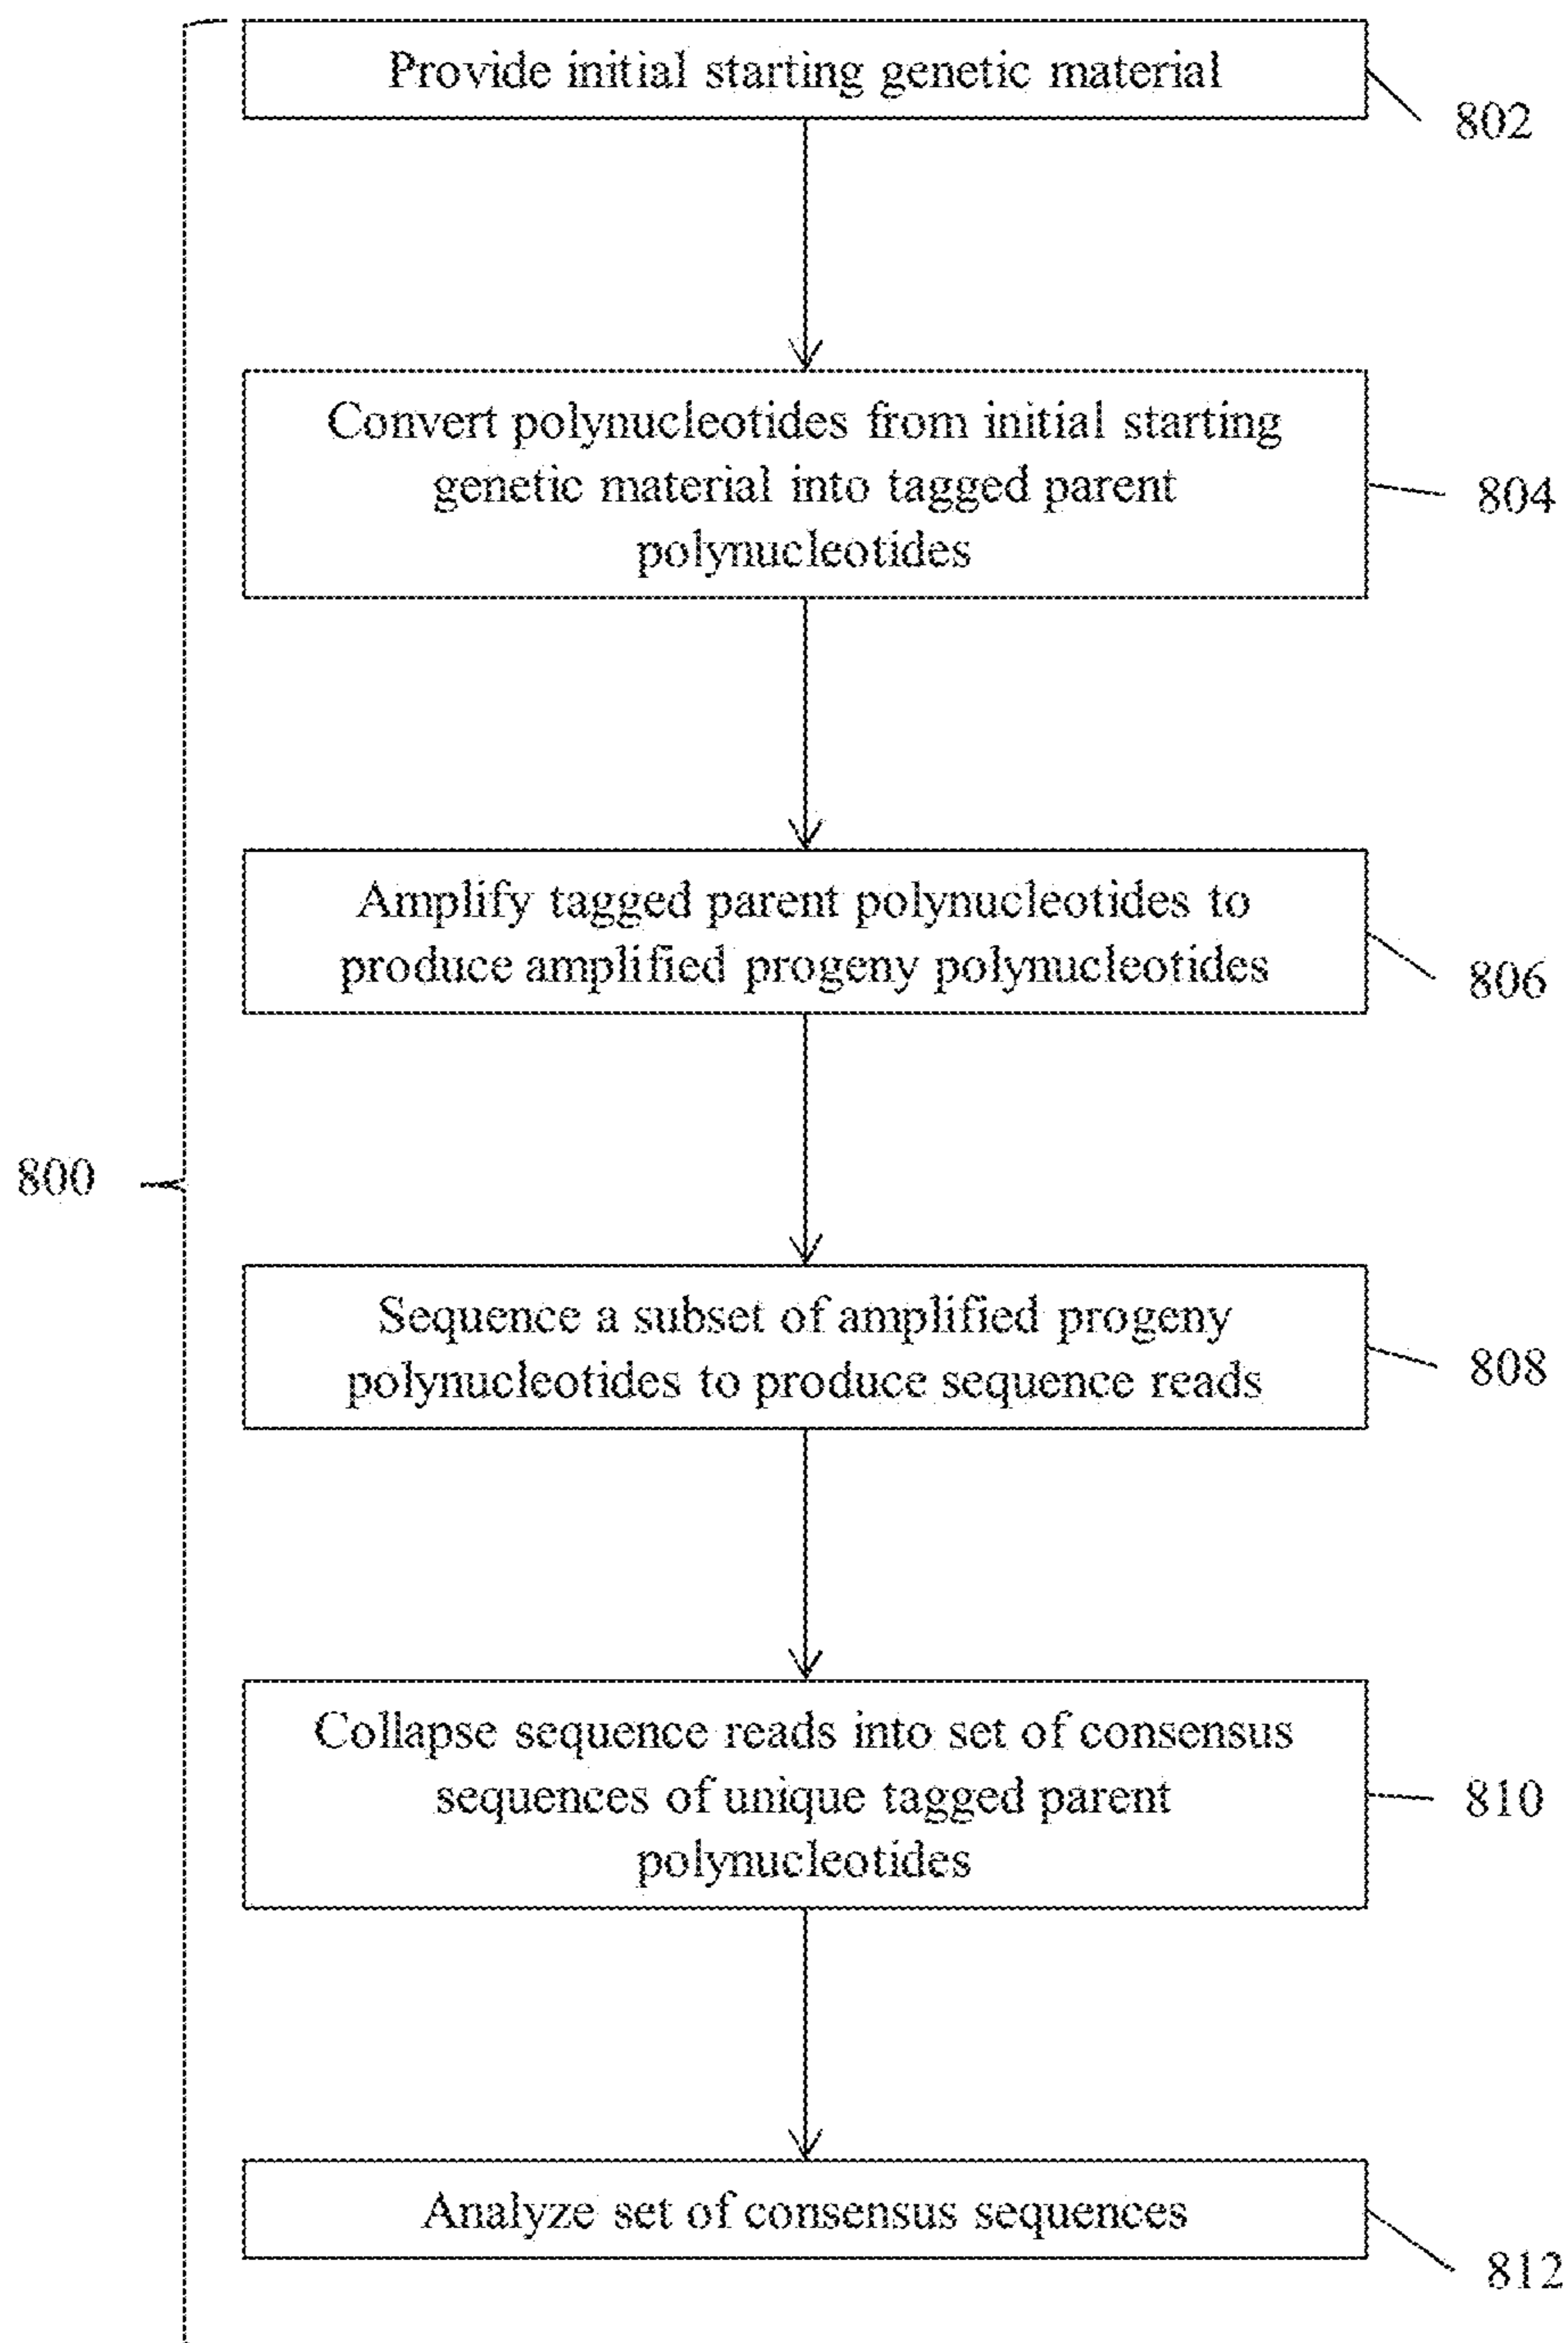 Provide initial starting genetic material
802
Convert polynucleotides from initial starting
genetic material into tagged parent
polynucleotides
804
Amplify tagged parent polynucleotides to
produce amplified progeny polynucleotides
806
800
Sequence a subset of amplified progeny
polynucleotides to produce sequence reads
808
Collapse sequence reads into set of consensus
sequences of unique tagged parent
polynucleotides
810
Analyze set of consensus sequences
812